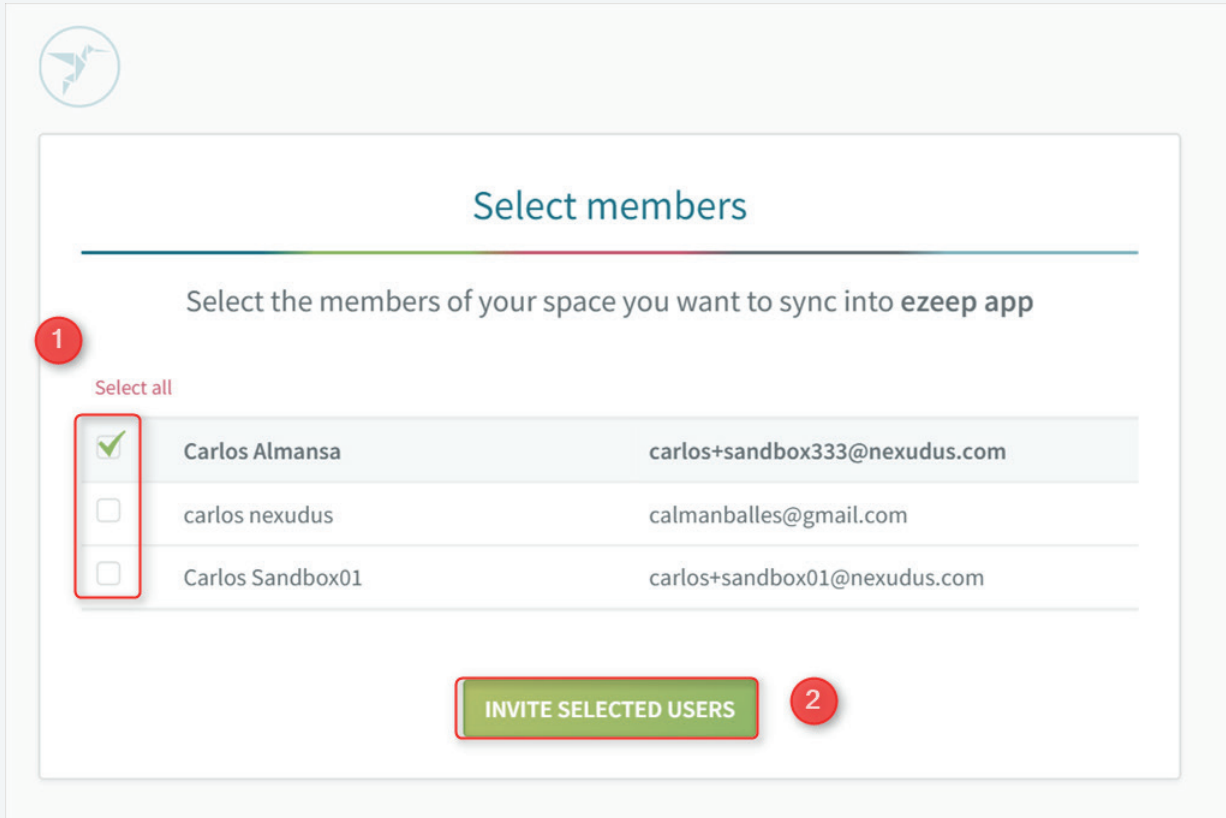 Select members
Select the members of your space you want to sync into ezeep app
1
Select all
Carlos Almansa carlos+sandbox333@nexudus.com
carlos nexudus calmanballes@gmail.com
Carlos Sandbox01 carlos+sandbox01@nexudus.com
INVITE SELECTED USERS 2